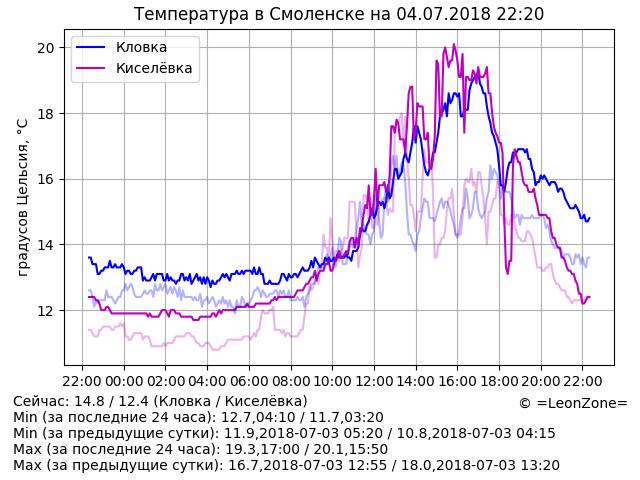 Температура в Смоленске на 04.07.2018 22:20
20
18
16
14
12
градусов Цельсия, °C
Кловка
Киселёвка
22:00 00:00 02:00 04:00 06:00 08:00 10:00 12:00 14:00 16:00 18:00 20:00 22:00
Сейчас: 14.8 / 12.4 (Кловка / Киселёвка)
© =LeonZone=
Min (за последние 24 часа): 12.7,04:10 / 11.7,03:20
Min (за предыдущие сутки): 11.9,2018-07-03 05:20 / 10.8,2018-07-03 04:15
Max (за последние 24 часа): 19.3,17:00 / 20.1,15:50
Max (за предыдущие сутки): 16.7,2018-07-03 12:55 / 18.0,2018-07-03 13:20